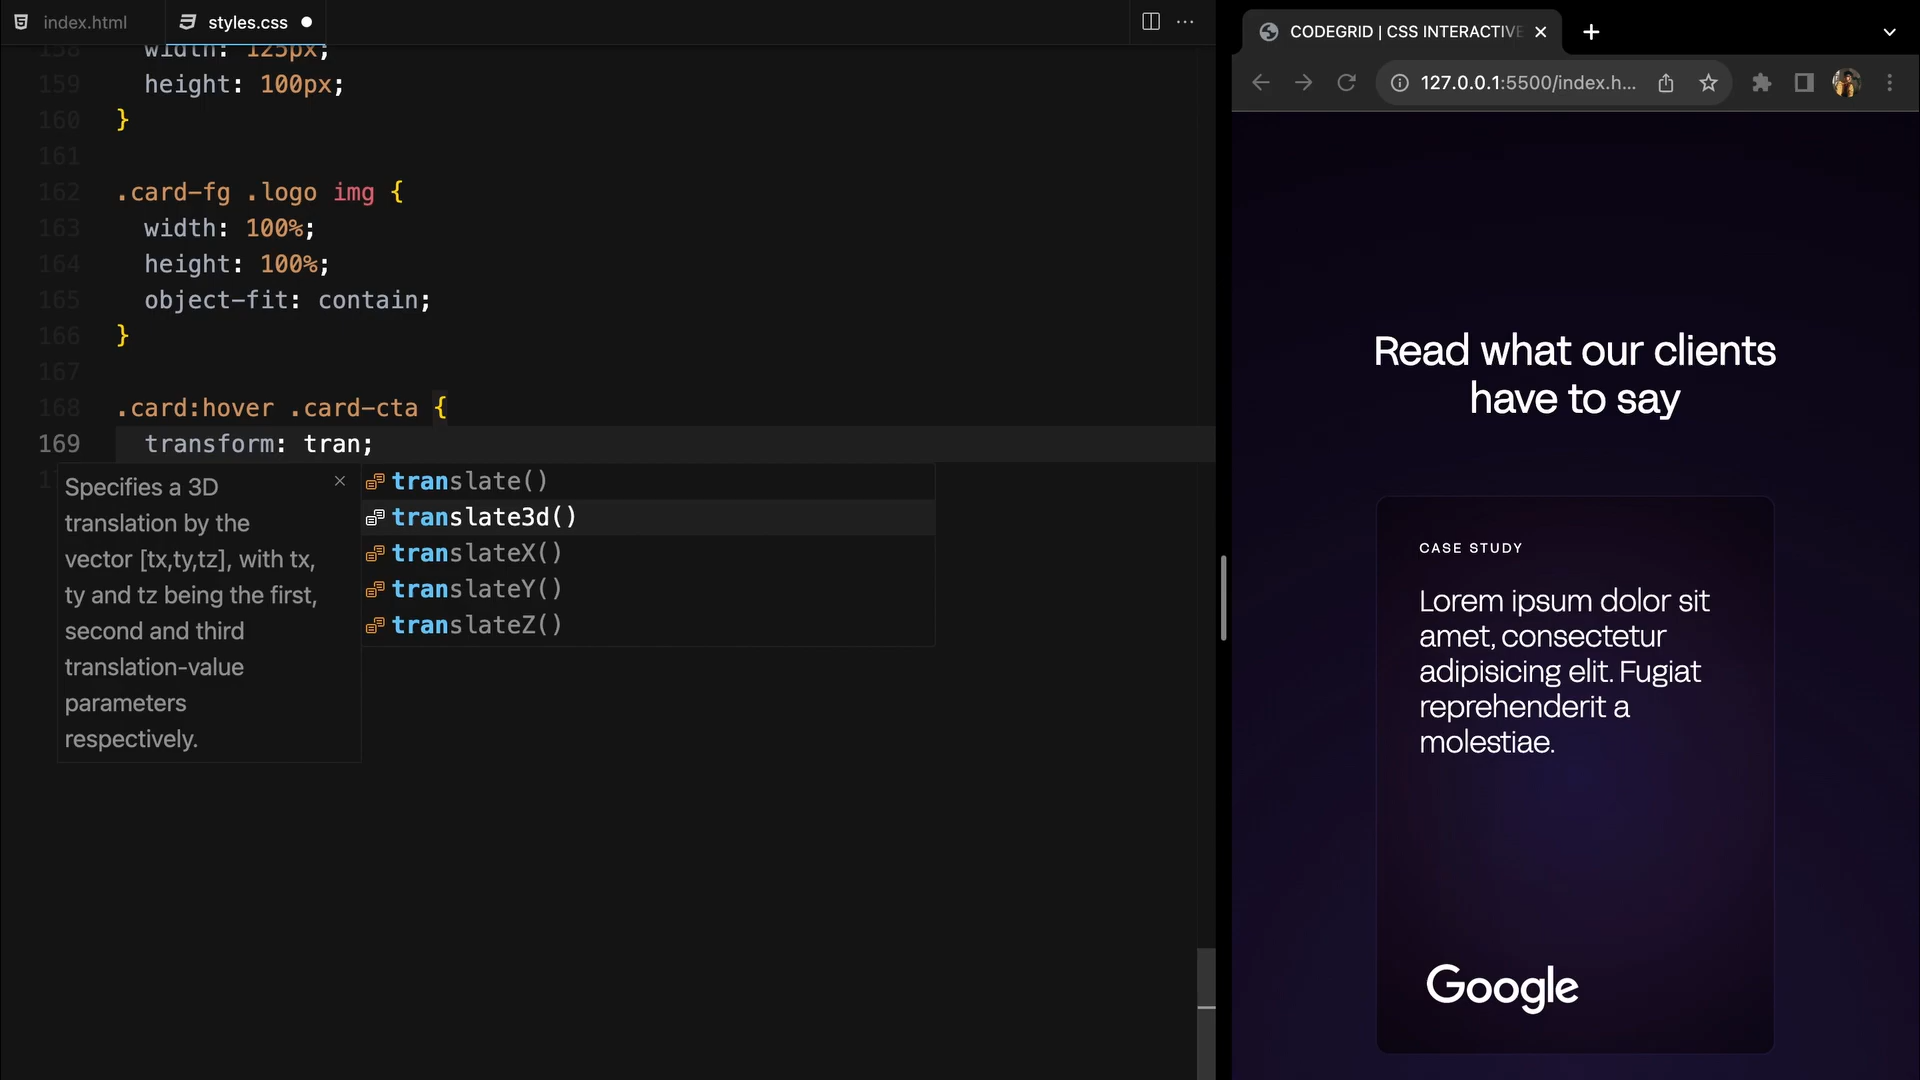 index.html
styles.css
158 width: 125px;
159 height: 100px;
160 }
161
162 .card-fg .logo img {
163 width: 100%;
164 height: 100%;
165 object-fit: contain;
166 }
167
168 .card:hover .card-cta {
169 transform: tran;
Specifies a 3D
translation by the
vector [tx,ty,tz], with tx,
ty and tz being the first,
second and third
translation-value
parameters
respectively.
translate()
translate3d()
translateX()
translateY()
translateZ()
CODEGRID | CSS INTERACTIVE
127.0.0.1:5500/index.h...
Read what our clients
have to say
CASE STUDY
Lorem ipsum dolor sit
amet, consectetur
adipisicing elit. Fugiat
reprehenderit a
molestiae.
Google